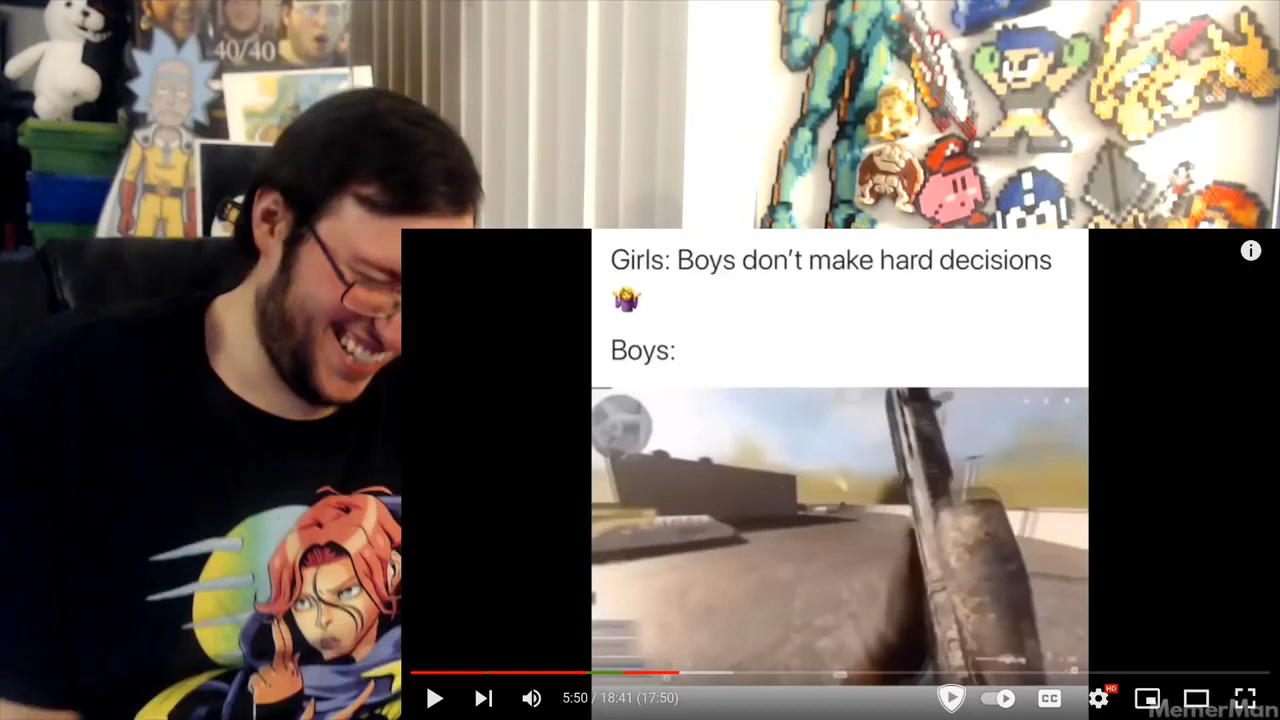 40/40
Girls: Boys don’t make hard decisions
🤷‍♀️
Boys:
5:50 / 18:41 (17:50)
CC
HD
MemerMan